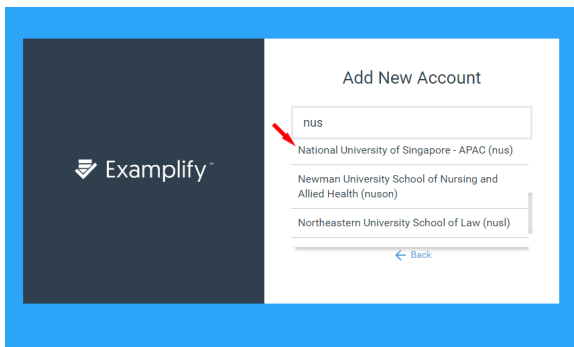 Examplify™
Add New Account
nus
National University of Singapore - APAC (nus)
Newman University School of Nursing and
Allied Health (nuson)
Northeastern University School of Law (nusl)
Back